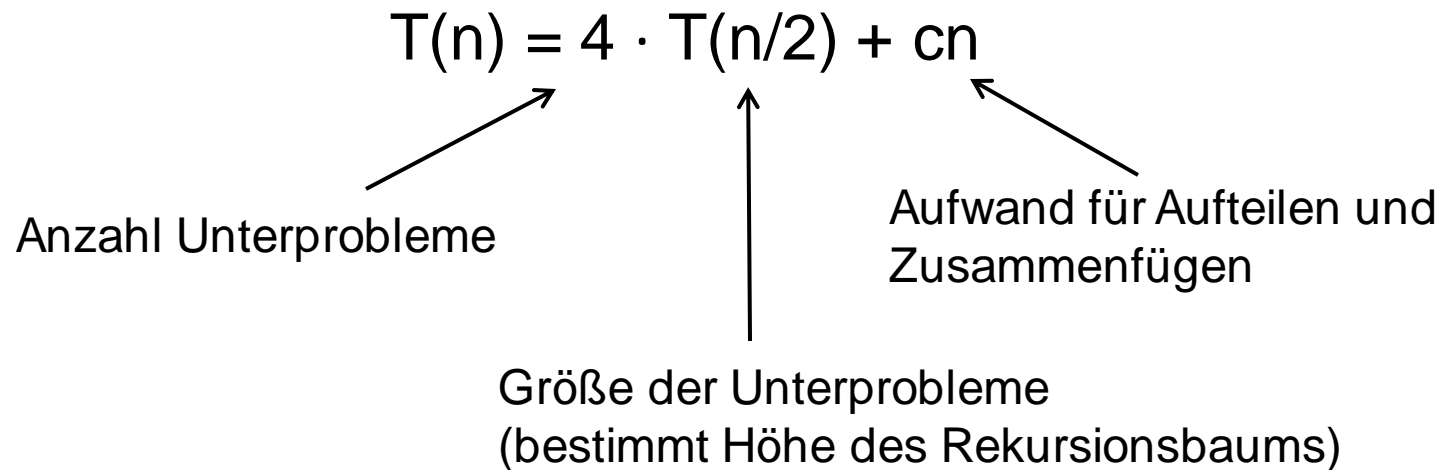 T(n) = 4 · T(n/2) + cn
Anzahl Unterprobleme
Aufwand für Aufteilen und
Zusammenfügen
Größe der Unterprobleme
(bestimmt Höhe des Rekursionsbaums)